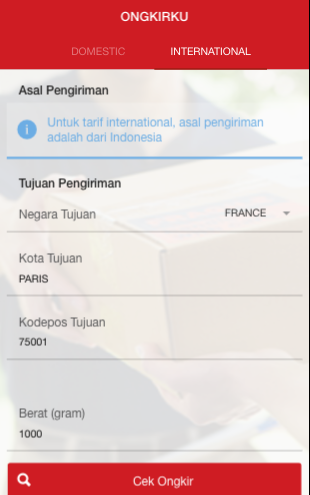 ONGKIRKU
DOMESTIC INTERNATIONAL
Asal Pengiriman
Untuk tarif international, asal pengiriman
adalah dari Indonesia
Tujuan Pengiriman
Negara Tujuan FRANCE
Kota Tujuan
PARIS
Kodepos Tujuan
75001
Berat (gram)
1000
Cek Ongkir